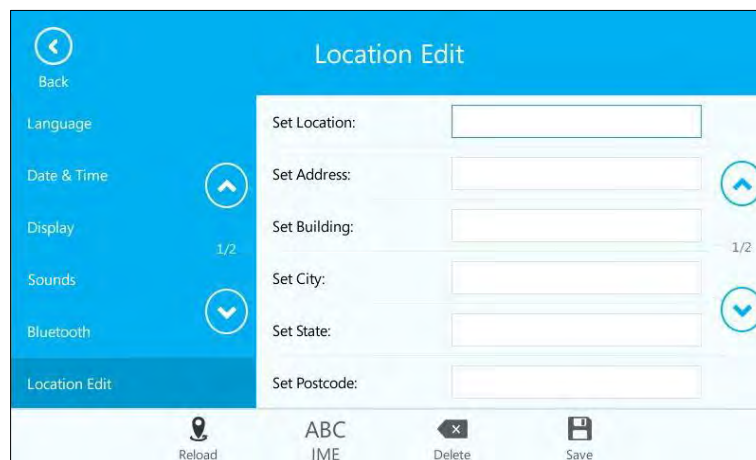 Location Edit
Back
Language
Date & Time
Display
1/2
Sounds
Bluetooth
Location Edit
Set Location:
Set Address:
Set Building:
1/2
Set City:
Set State:
Set Postcode:
Reload
ABC
IME
Delete
Save